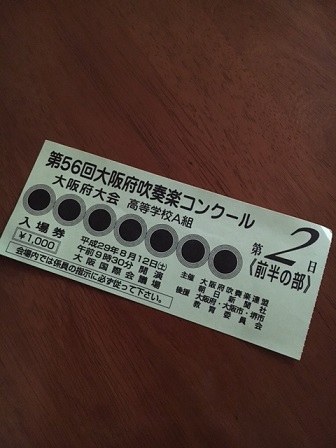 第56回大阪府吹奏楽コンクール
大阪府大会 高等学校A組
入場券
¥1,000
平成29年8月12日(土)
午前9時30分 開演
大阪国際会議場
会場内では係員の指示に必ず従って下さい。
主催 大阪府吹奏楽連盟
朝日新聞社
後援 大阪府・大阪市・堺市
教育委員会
第2日
《前半の部》